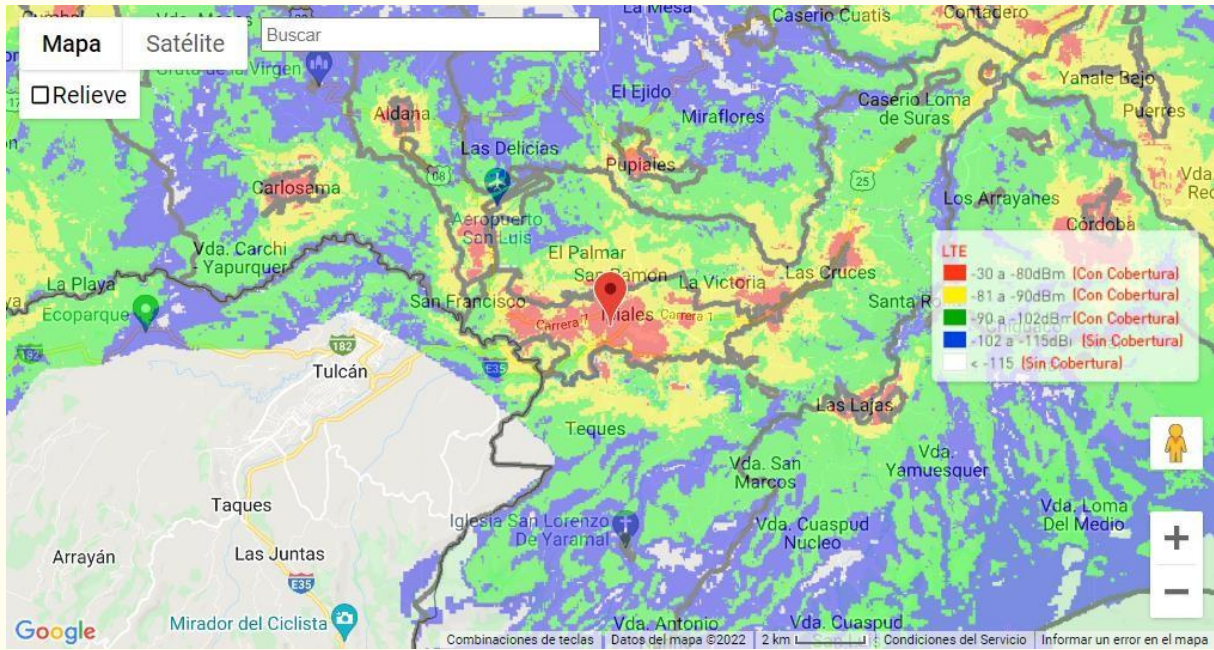 Mapa
Satélite
Buscar
Relieve
La Mesa
Caserio Cuatis
Contadero
Gruta de la Virgen
El Ejido
Yanale Bajo
Aldana
Miraflores
Caserio Loma
de Suras
Puerres
Las Delicias
08
Pupiales
25
Carlosama
Los Arrayanes
Aeropuerto
San Luis
Córdoba
Vda. Carchi
Yapurquer
El Palmar
San Ramon
La Victoria
Las Cruces
La Playa
San Francisco
Ecoparque
Carrera 1
Carrera 1
182
182
E35
Tulcán
LTE
-30 a -80dBm (Con Cobertura)
-81 a -90dBm (Con Cobertura)
-90 a -102dBm (Con Cobertura)
-102 a -115dB (Sin Cobertura)
< -115 (Sin Cobertura)
Las Lajas
Teques
Vda. San
Marcos
Vda.
Yamuesquer
Taques
Iglesia San Lorenzo
De Yaramal
Vda. Cuaspud
Nucleo
Vda. Loma
Del Medio
Arrayán
Las Juntas
E35
Mirador del Ciclista
Vda. Antonio
Vda. Cuaspud
Google
Combinaciones de teclas
Datos del mapa ©2022
2 km
Condiciones del Servicio
Informar un error en el mapa